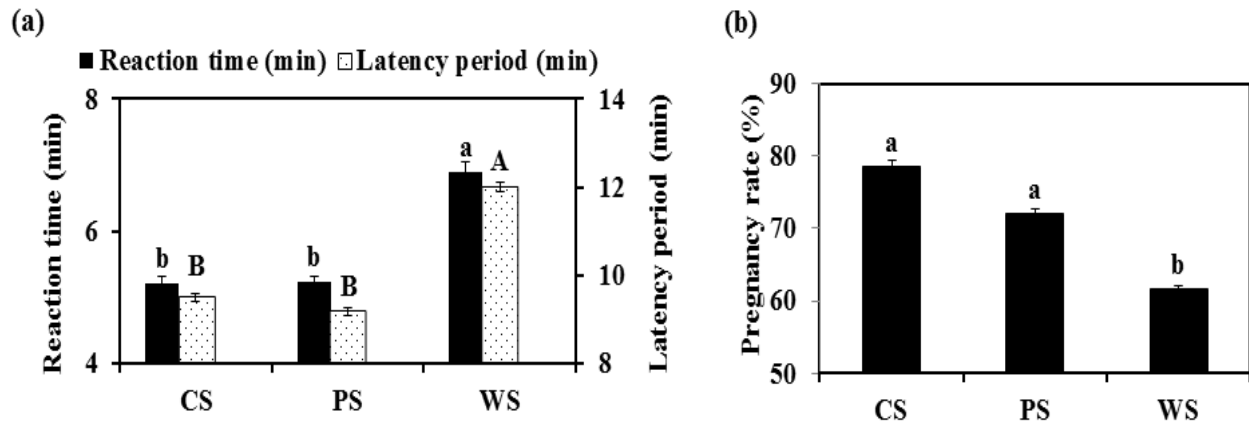 (a)
Reaction time (min) Latency period (min)
Reaction time (min)
8
6
4
b B
b B
a A
14
12
10
8
Latency period (min)
CS PS WS
(b)
Pregnancy rate (%)
90
80
70
60
50
a
a
b
CS PS WS